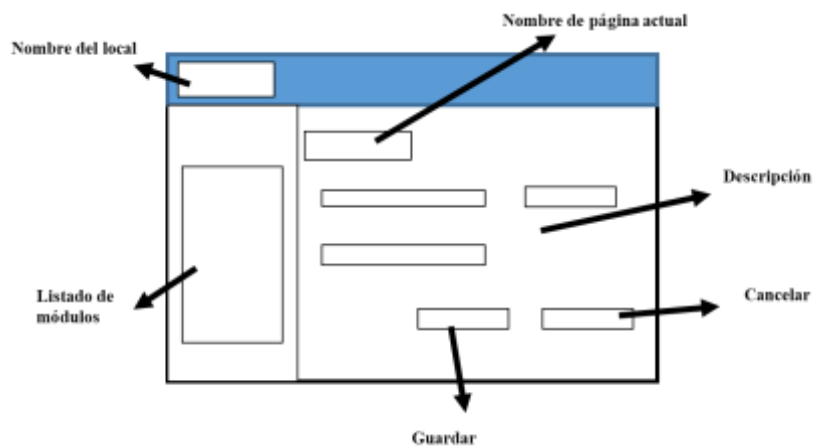 Nombre de página actual
Nombre del local
Descripción
Listado de
módulos
Cancelar
Guardar